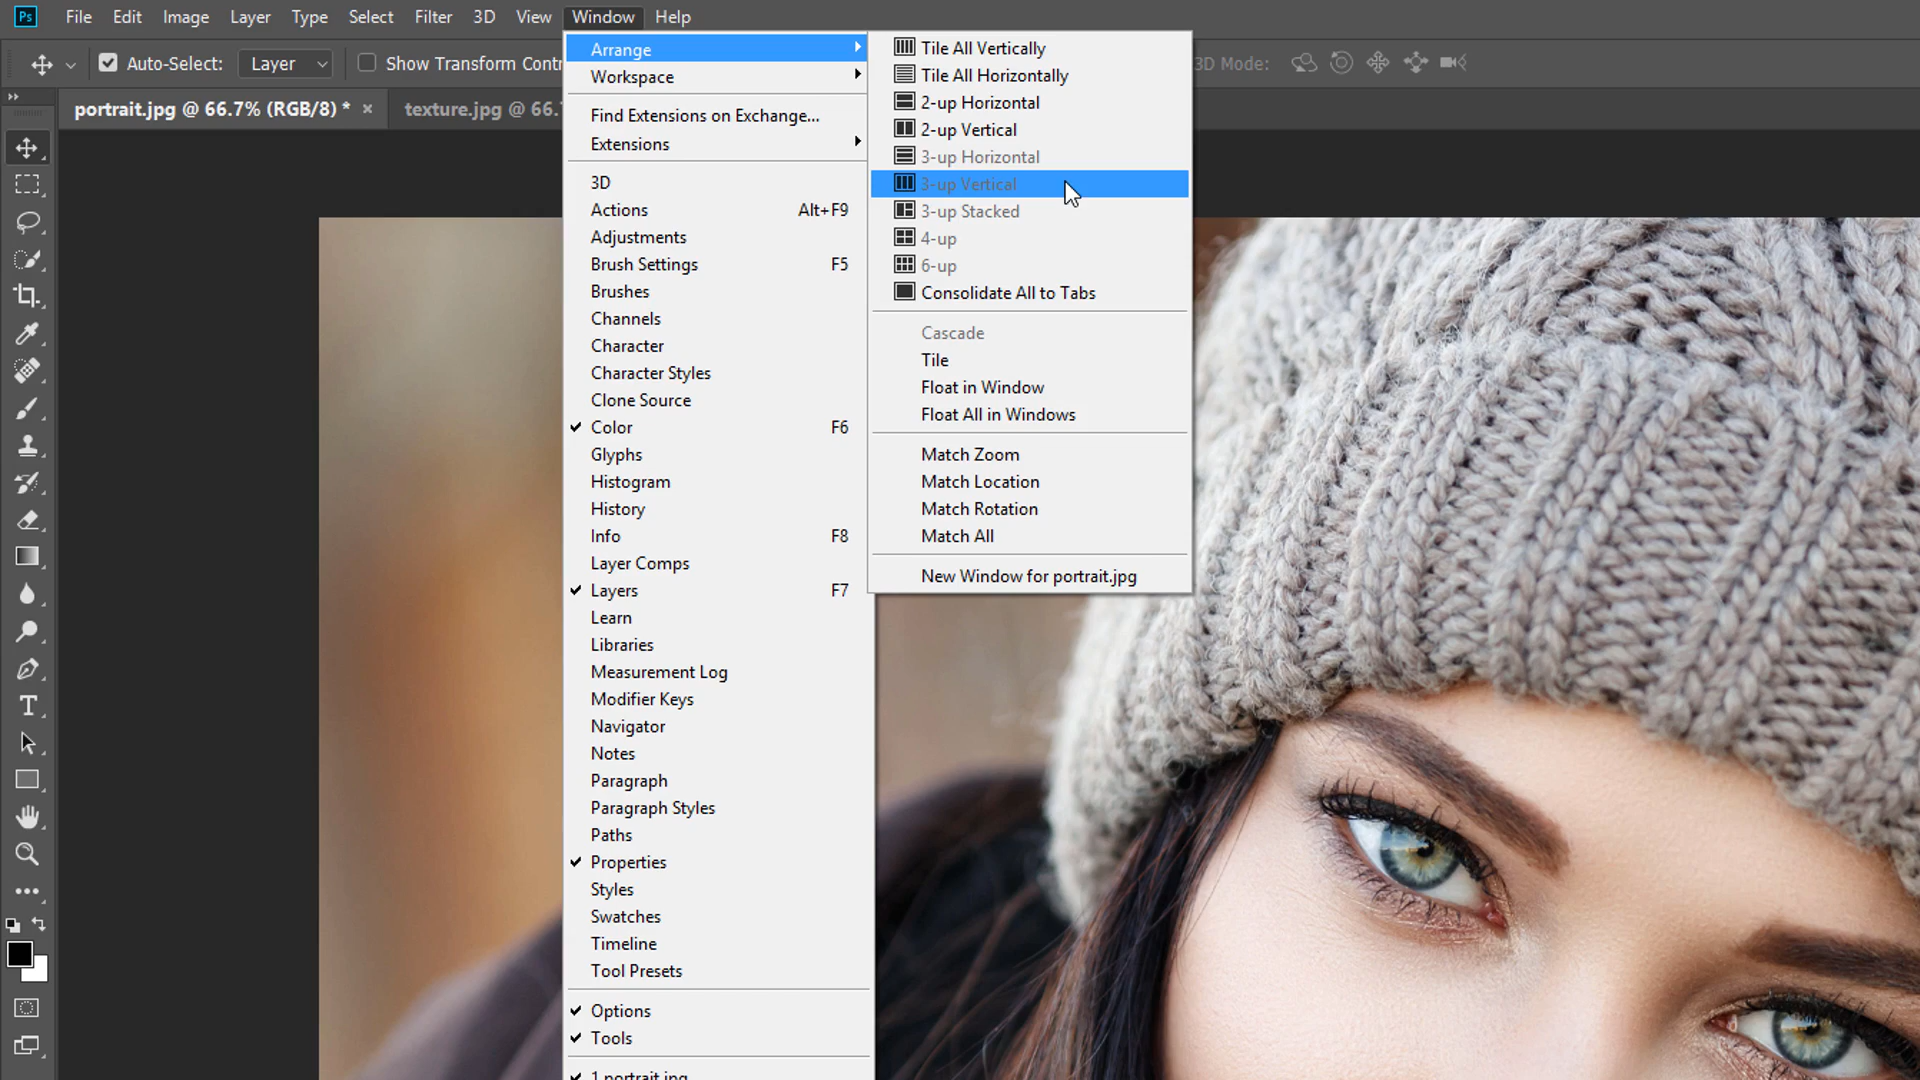 Ps File Edit Image Layer Type Select Filter 3D View Window Help
Auto-Select: Layer Show Transform Contr 3D Mode:
portrait.jpg @ 66.7% (RGB/8) * × texture.jpg @ 66.7
Arrange
Workspace
Find Extensions on Exchange...
Extensions
3D
Actions Alt+F9
Adjustments
Brush Settings F5
Brushes
Channels
Character
Character Styles
Clone Source
Color F6
Glyphs
Histogram
History
Info F8
Layer Comps
Layers F7
Learn
Libraries
Measurement Log
Modifier Keys
Navigator
Notes
Paragraph
Paragraph Styles
Paths
Properties
Styles
Swatches
Timeline
Tool Presets
Options
Tools
1 portrait.jpg
Tile All Vertically
Tile All Horizontally
2-up Horizontal
2-up Vertical
3-up Horizontal
3-up Vertical
3-up Stacked
4-up
6-up
Consolidate All to Tabs
Cascade
Tile
Float in Window
Float All in Windows
Match Zoom
Match Location
Match Rotation
Match All
New Window for portrait.jpg